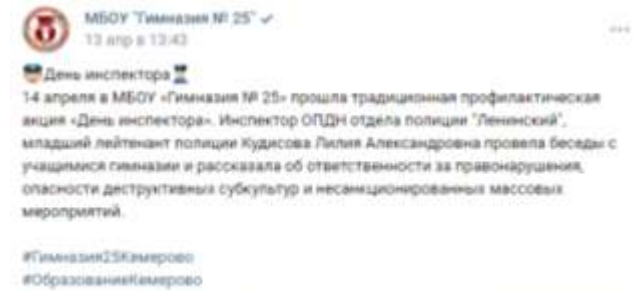 МБОУ "Гимназия № 25"
13 апр в 13:43
День инспектора
14 апреля в МБОУ «Гимназия № 25» прошла традиционная профилактическая
акция «День инспектора». Инспектор ОПДН отдела полиции "Ленинский",
младший лейтенант полиции Кудисова Лилия Александровна провела беседы с
учащимися гимназии и рассказала об ответственности за правонарушения,
опасности деструктивных субкультур и несанкционированных массовых
мероприятий.
#Гимназия25Кемерово
#ОбразованиеКемерово